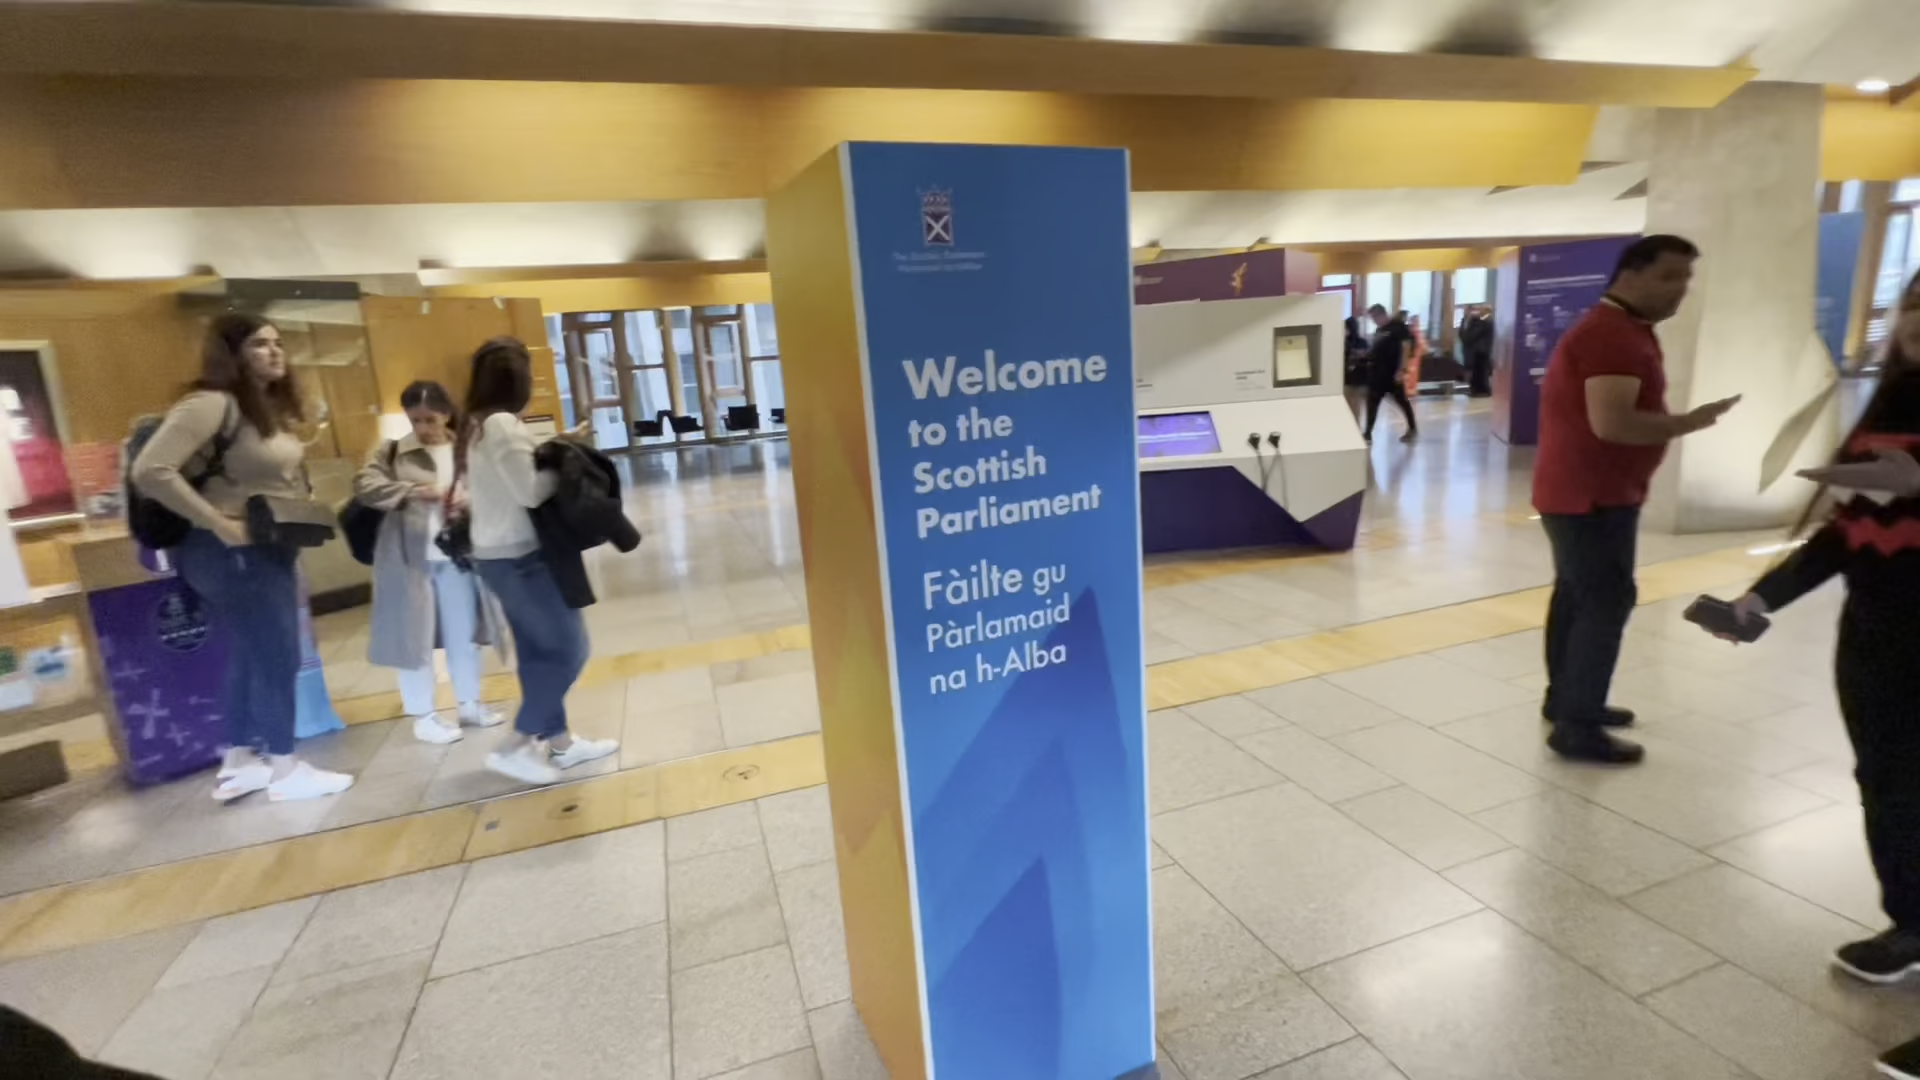 Welcome
to the
Scottish
Parliament
Fàilte gu
Pàrlamaid
na h-Alba